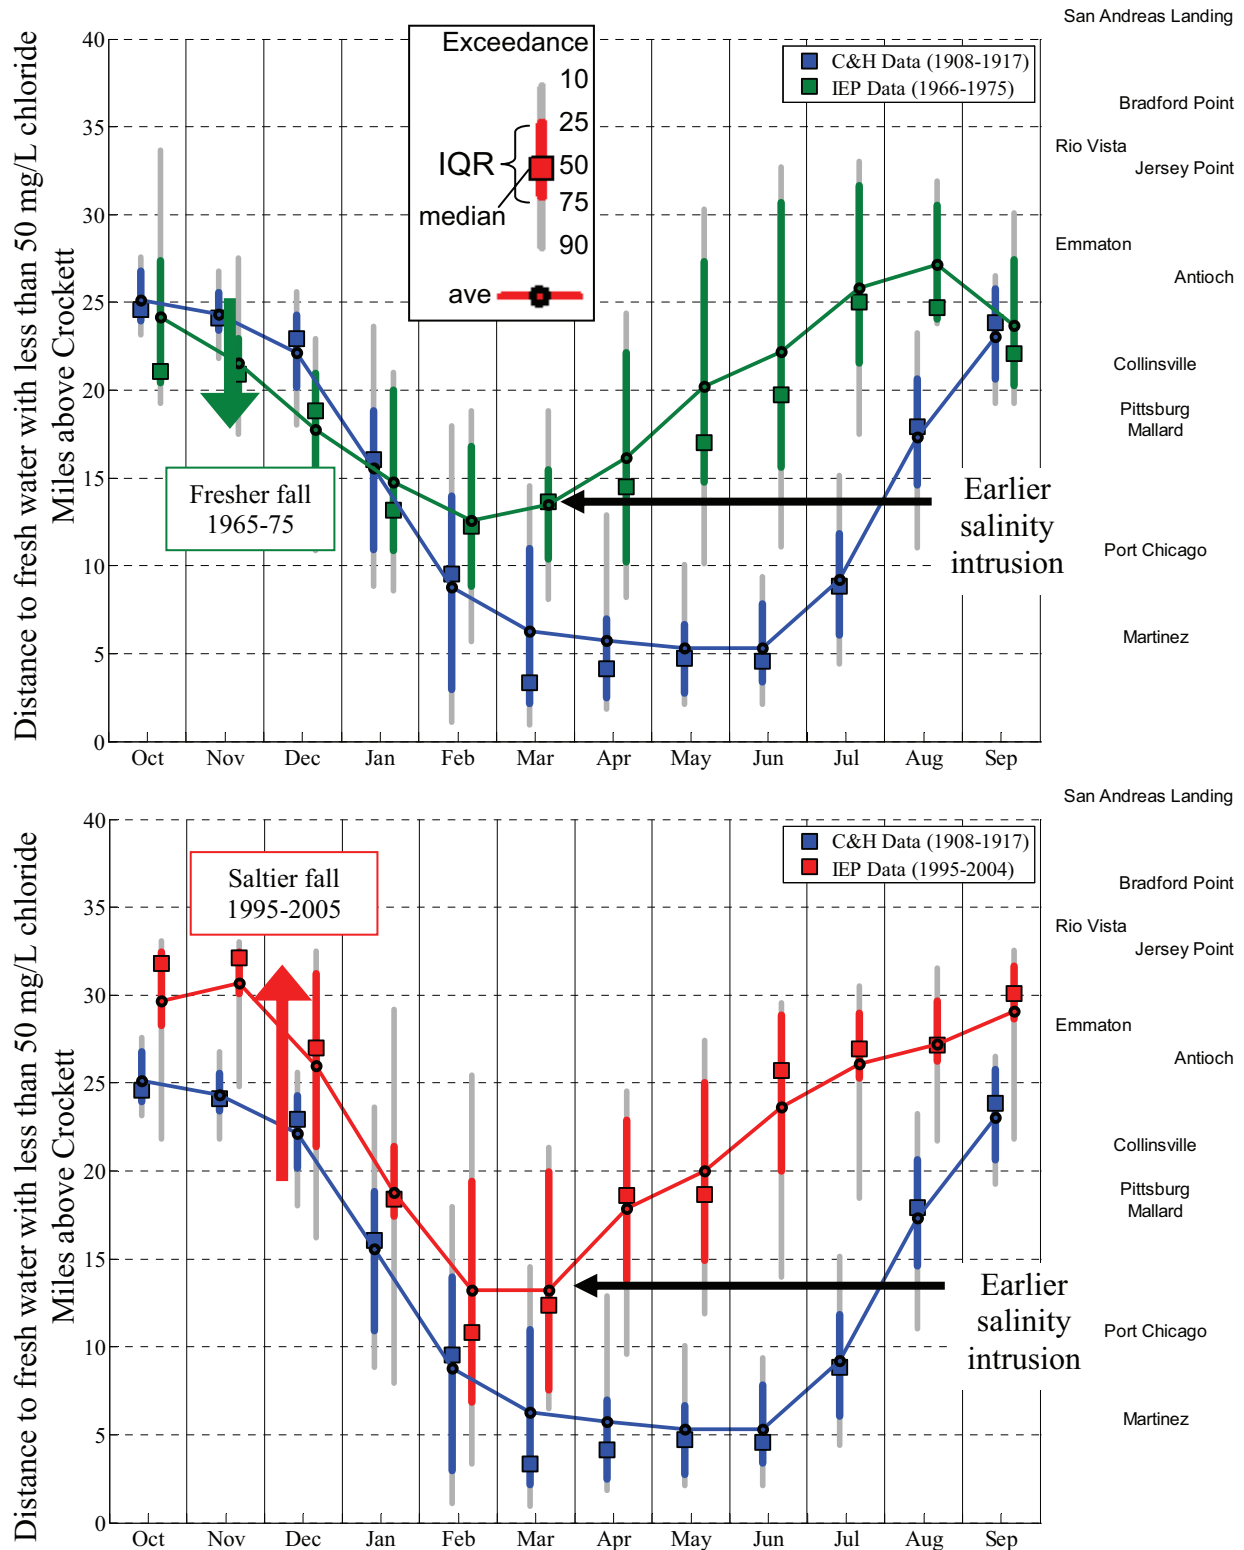 San Andreas Landing
40
Exceedance
10
25
IQR
50
75
median
90
ave
C&H Data (1908-1917)
IEP Data (1966-1975)
Bradford Point
35
Rio Vista
Jersey Point
30
Emmaton
Antioch
25
Collinsville
20
Pittsburg
Mallard
Fresher fall
1965-75
15
Earlier
salinity
intrusion
Port Chicago
10
Martinez
5
0
Distance to fresh water with less than 50 mg/L chloride
Miles above Crockett
Oct Nov Dec Jan Feb Mar Apr May Jun Jul Aug Sep
San Andreas Landing
40
C&H Data (1908-1917)
IEP Data (1995-2004)
Saltier fall
1995-2005
Bradford Point
35
Rio Vista
Jersey Point
30
Emmaton
Antioch
25
Collinsville
20
Pittsburg
Mallard
15
Earlier
salinity
intrusion
Port Chicago
10
Martinez
5
0
Distance to fresh water with less than 50 mg/L chloride
Miles above Crockett
Oct Nov Dec Jan Feb Mar Apr May Jun Jul Aug Sep